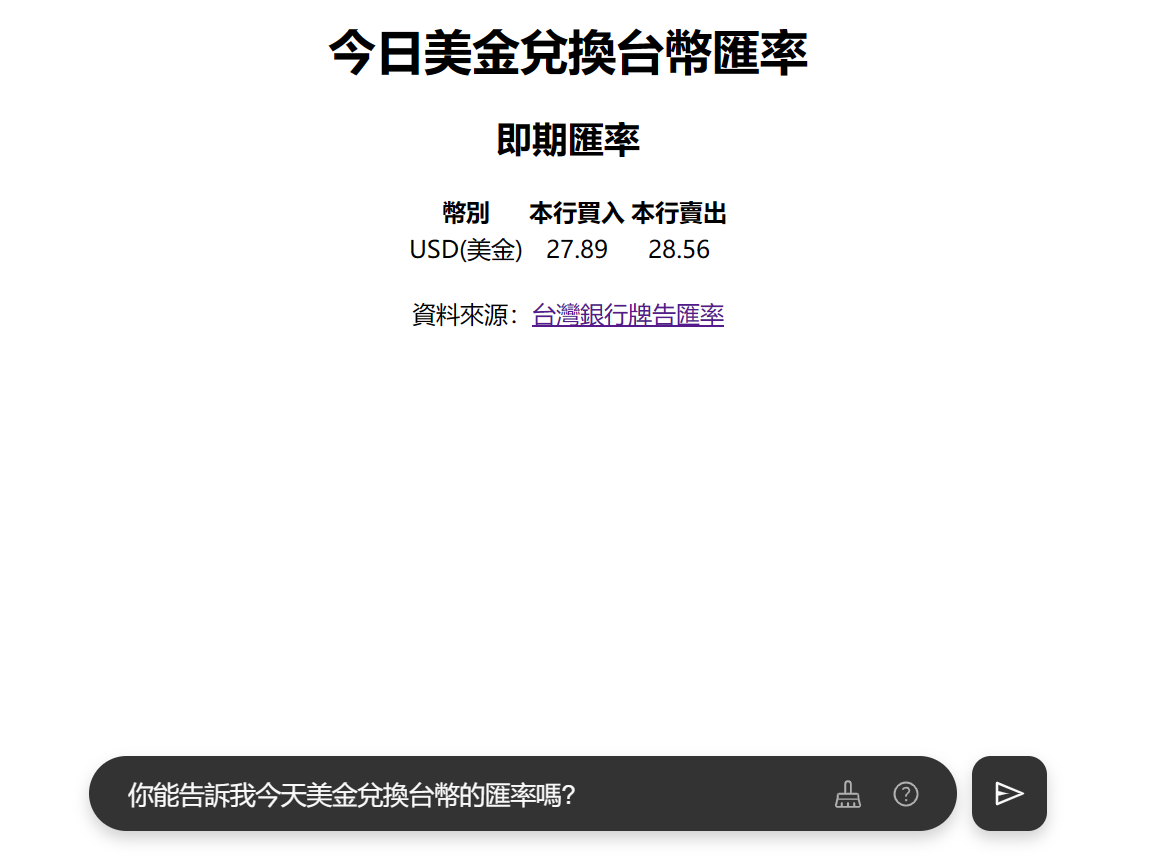 今日美金兌換台幣匯率
即期匯率
幣別 本行買入 本行賣出
USD(美金) 27.89 28.56
資料來源：台灣銀行牌告匯率
你能告訴我今天美金兌換台幣的匯率嗎?